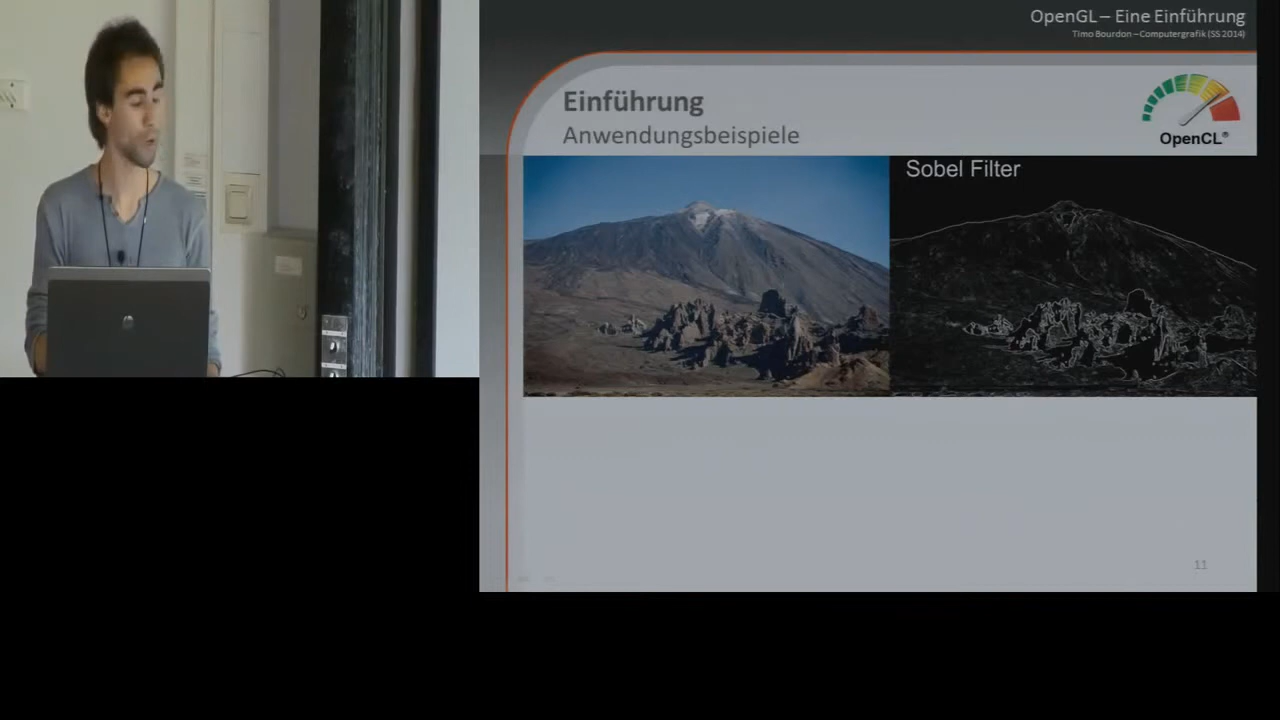 OpenGL – Eine Einführung
Timo Bourdon – Computergrafik (SS 2014)
Einführung
Anwendungsbeispiele
OpenCL®
Sobel Filter
11